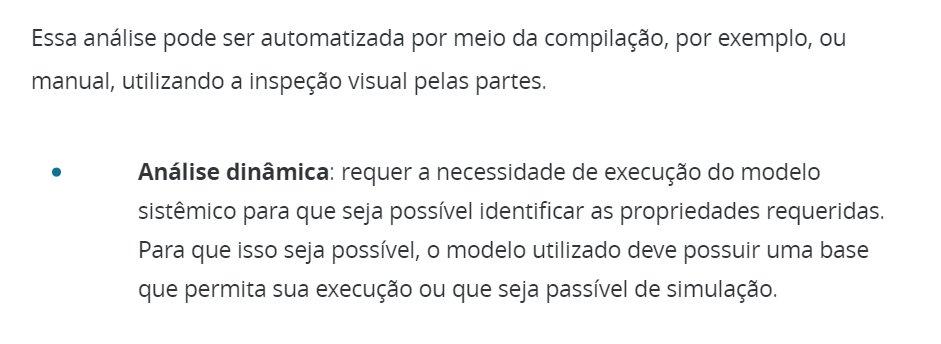 Essa análise pode ser automatizada por meio da compilação, por exemplo, ou
manual, utilizando a inspeção visual pelas partes.
• Análise dinâmica: requer a necessidade de execução do modelo
sistêmico para que seja possível identificar as propriedades requeridas.
Para que isso seja possível, o modelo utilizado deve possuir uma base
que permita sua execução ou que seja passível de simulação.